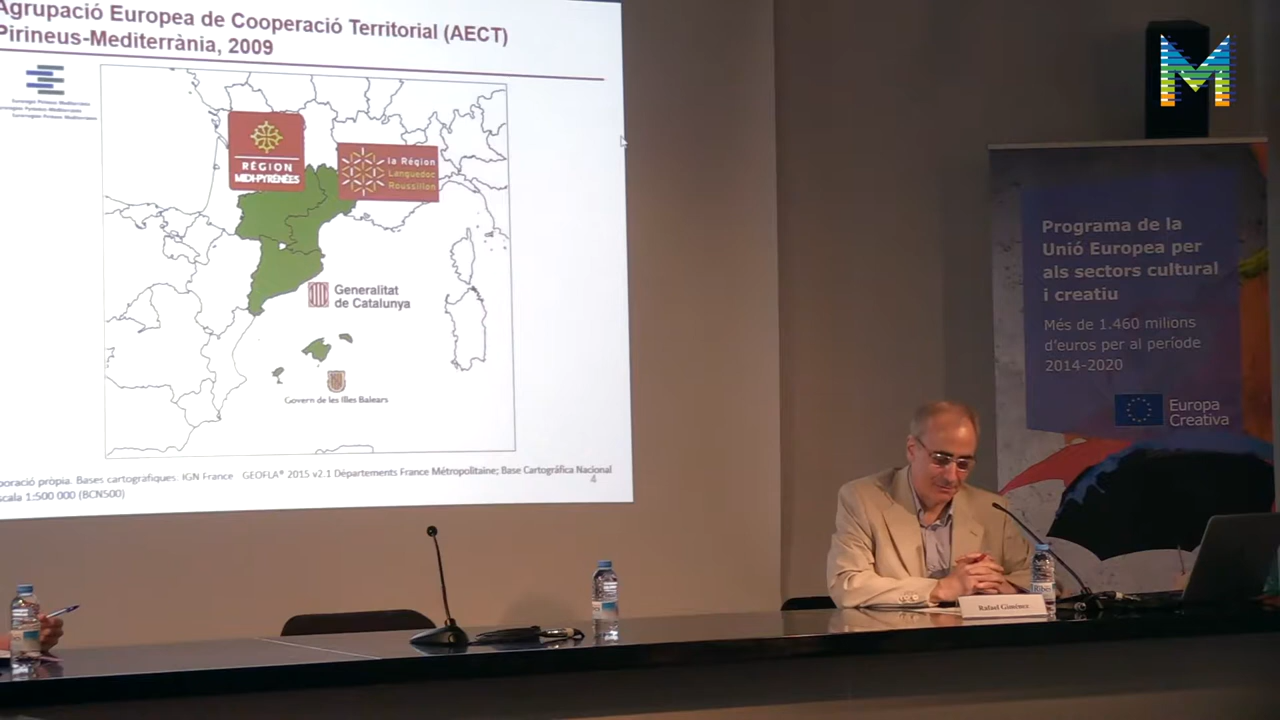 Agrupació Europea de Cooperació Territorial (AECT)
Pirineus-Mediterrània, 2009
RÉGION
MIDI-PYRÉNÉES
la Région
Languedoc
Roussillon
Generalitat
de Catalunya
Govern de les Illes Balears
pròpia. Bases cartografiques: IGN France GEOFLA® 2015 v2.1 Départements France Métropolitaine; Base Cartográfica Nacional
1:500 000 (BCN500)
4
M
Programa de la
Unió Europea per
als sectors cultural
i creatiu
Més de 1.460 milions
d'euros per al període
2014-2020
Europa
Creativa
Rafael Giménez